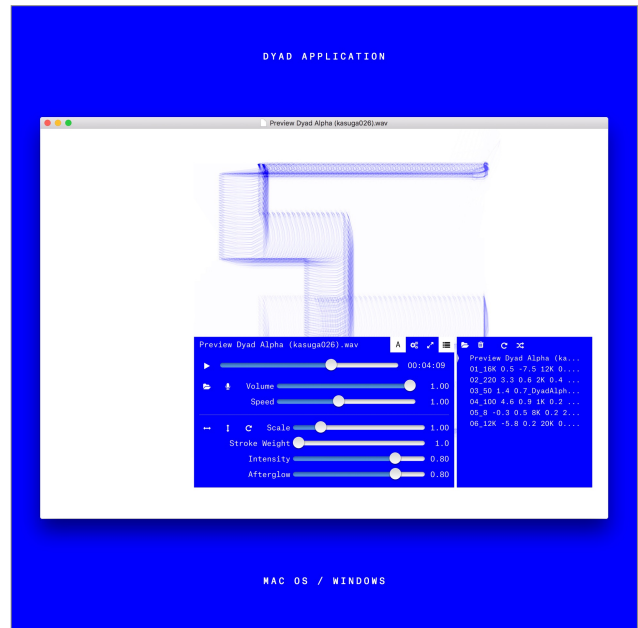 DYAD APPLICATION
Preview Dyad Alpha (kasuga026).wav
Preview Dyad Alpha (kasuga026).wav A
00:04:09
Volume 1.00
Speed 1.00
Scale 1.00
Stroke Weight 1.0
Intensity 0.80
Afterglow 0.80
Preview Dyad Alpha (ka...
01_16K 0.5 -7.5 12K 0....
02_220 3.3 0.6 2K 0.4 ...
03_50 1.4 0.7_DyadAlph...
04_100 4.6 0.9 1K 0.2 ...
05_8 -0.3 0.5 8K 0.2 2...
06_12K -5.8 0.2 20K 0....
MAC OS / WINDOWS